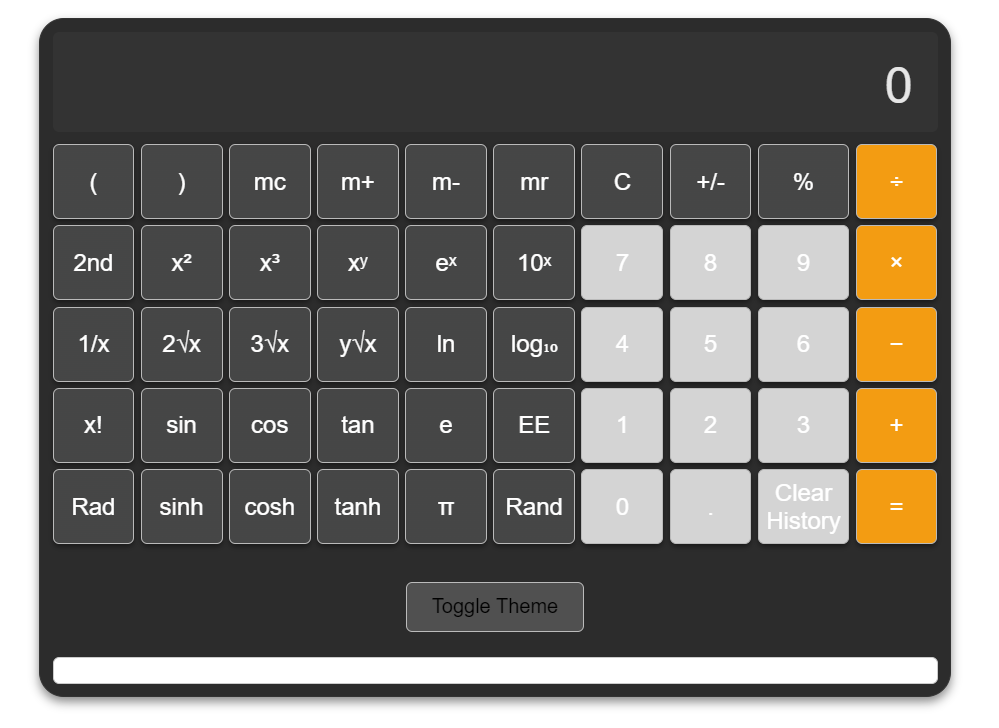 0
( ) mc m+ m- mr C +/- % ÷
2nd x² x³ xʸ eˣ 10ˣ 7 8 9 ×
1/x 2√x 3√x y√x ln log₁₀ 4 5 6 −
x! sin cos tan e EE 1 2 3 +
Rad sinh cosh tanh π Rand 0 . Clear History =
Toggle Theme